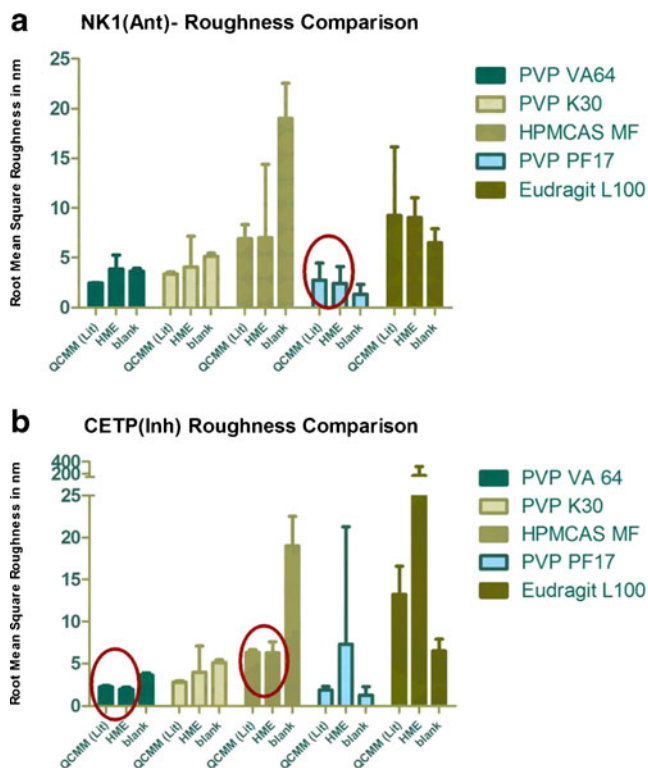 a
NK1(Ant)- Roughness Comparison
Root Mean Square Roughness in nm
25
20
15
10
5
0
QCMM (Lit)
HME
blank
QCMM (Lit)
HME
blank
QCMM (Lit)
HME
blank
QCMM (Lit)
HME
blank
QCMM (Lit)
HME
blank
PVP VA64
PVP K30
HPMCAS MF
PVP PF17
Eudragit L100
b
CETP(Inh) Roughness Comparison
Root Mean Square Roughness in nm
400
200
25
20
15
10
5
0
QCMM (Lit)
HME
blank
QCMM (Lit)
HME
blank
QCMM (Lit)
HME
blank
QCMM (Lit)
HME
blank
QCMM (Lit)
HME
blank
PVP VA 64
PVP K30
HPMCAS MF
PVP PF17
Eudragit L100